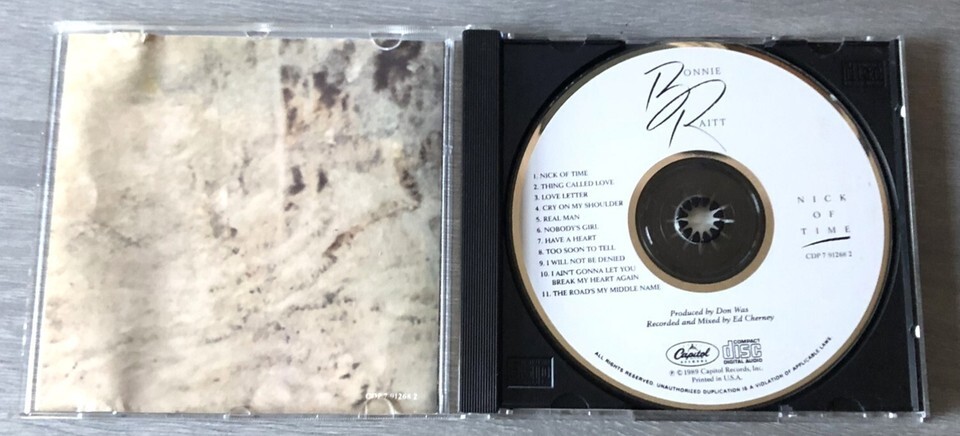 CDP 7 91268 2
BONNIE
RAITT
1. NICK OF TIME
2. THING CALLED LOVE
3. LOVE LETTER
4. CRY ON MY SHOULDER
5. REAL MAN
6. NOBODY'S GIRL
7. HAVE A HEART
8. TOO SOON TO TELL
9. I WILL NOT BE DENIED
10. I AIN'T GONNA LET YOU
BREAK MY HEART AGAIN
11. THE ROAD'S MY MIDDLE NAME
NICK
OF
TIME
CDP 7 91268 2
Produced by Don Was
Recorded and Mixed by Ed Cherney
Capitol
RECORDS
COMPACT
disc
DIGITAL AUDIO
℗ © 1989 Capitol Records, Inc.
Printed in U.S.A.
ALL RIGHTS RESERVED. UNAUTHORIZED DUPLICATION IS A VIOLATION OF APPLICABLE LAWS.